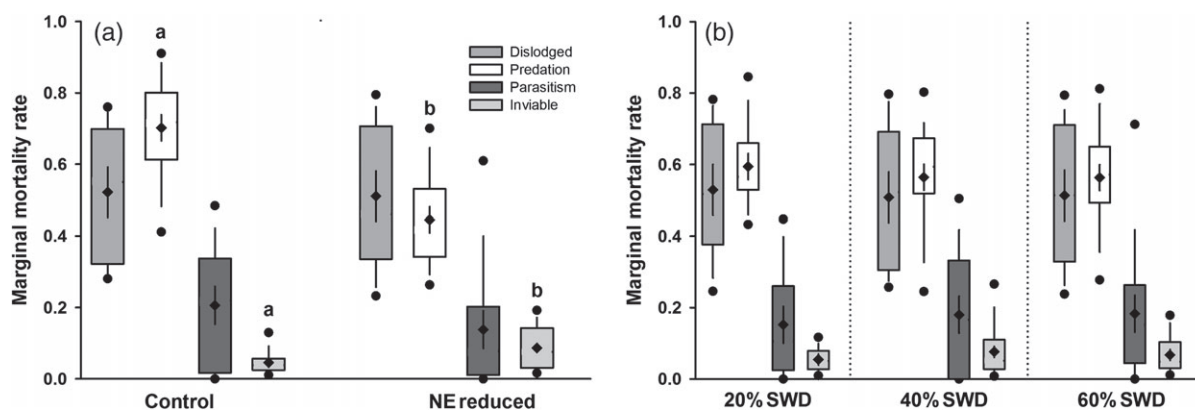 (a)
a
b
a
b
Dislodged
Predation
Parasitism
Inviable
Marginal mortality rate
1.0
0.8
0.6
0.4
0.2
0.0
Control
NE reduced
(b)
Marginal mortality rate
1.0
0.8
0.6
0.4
0.2
0.0
20% SWD
40% SWD
60% SWD